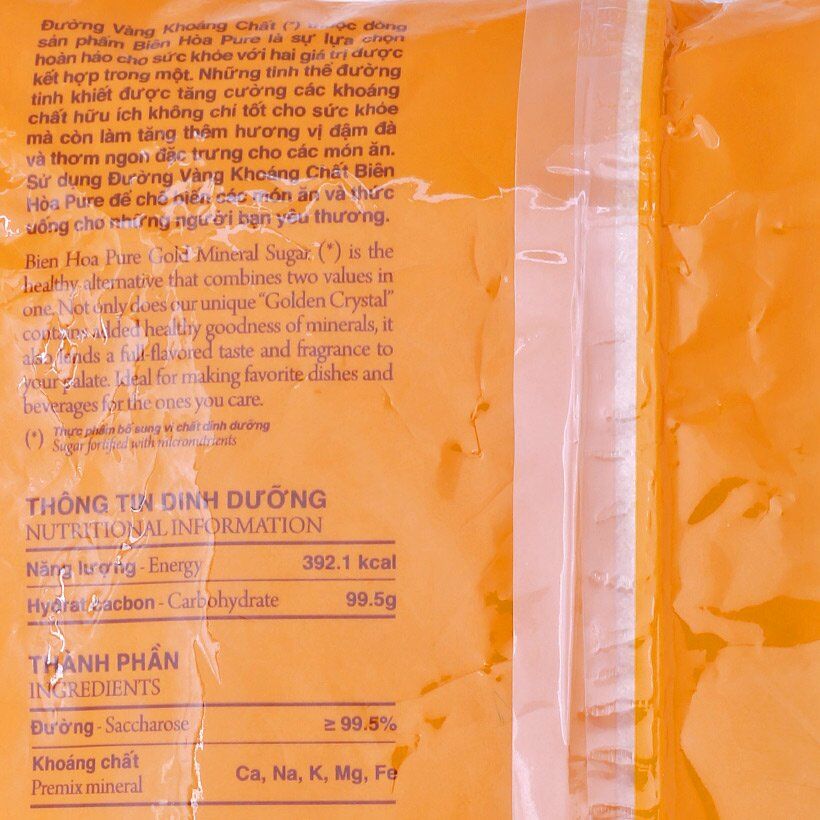 Đường Vàng Khoáng Chất (*) thuộc dòng
sản phẩm Biên Hòa Pure là sự lựa chọn
hoàn hảo cho sức khỏe với hai giá trị được
kết hợp trong một. Những tinh thể đường
tinh khiết được tăng cường các khoáng
chất hữu ích không chỉ tốt cho sức khỏe
mà còn làm tăng thêm hương vị đậm đà
và thơm ngon đặc trưng cho các món ăn.
Sử dụng Đường Vàng Khoáng Chất Biên
Hòa Pure để chế biến các món ăn và thức
uống cho những người bạn yêu thương.
Bien Hoa Pure Gold Mineral Sugar (*) is the
healthy alternative that combines two values in
one. Not only does our unique “Golden Crystal”
contains added healthy goodness of minerals, it
also lends a full-flavored taste and fragrance to
your palate. Ideal for making favorite dishes and
beverages for the ones you care.
(*) Thực phẩm bổ sung vi chất dinh dưỡng
Sugar fortified with micronutrients
THÔNG TIN DINH DƯỠNG
NUTRITIONAL INFORMATION
Năng lượng - Energy 392.1 kcal
Hydrat cacbon - Carbohydrate 99.5g
THÀNH PHẦN
INGREDIENTS
Đường - Saccharose ≥ 99.5%
Khoáng chất
Premix mineral Ca, Na, K, Mg, Fe